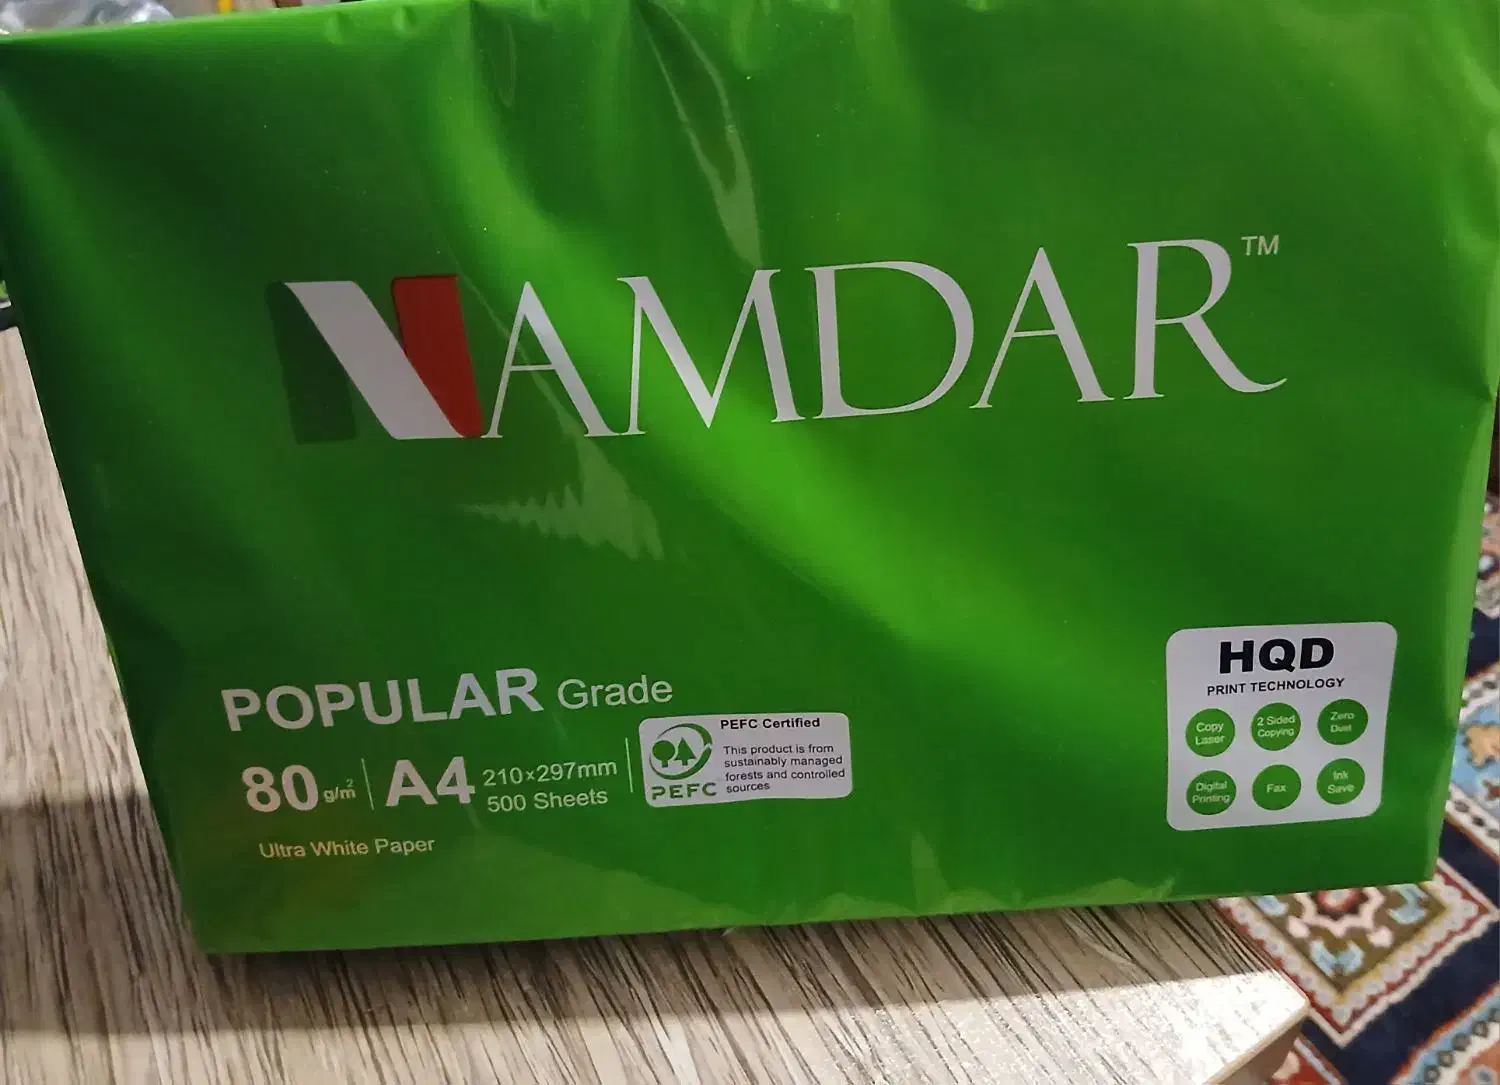 NAMDAR™
POPULAR Grade
80 g/m² | A4 210×297mm
500 Sheets
Ultra White Paper
PEFC Certified
This product is from
sustainably managed
forests and controlled
sources
PEFC
HQD
PRINT TECHNOLOGY
Copy
Laser
2 Sided
Copying
Zero
Dust
Digital
Printing
Fax
Ink
Save